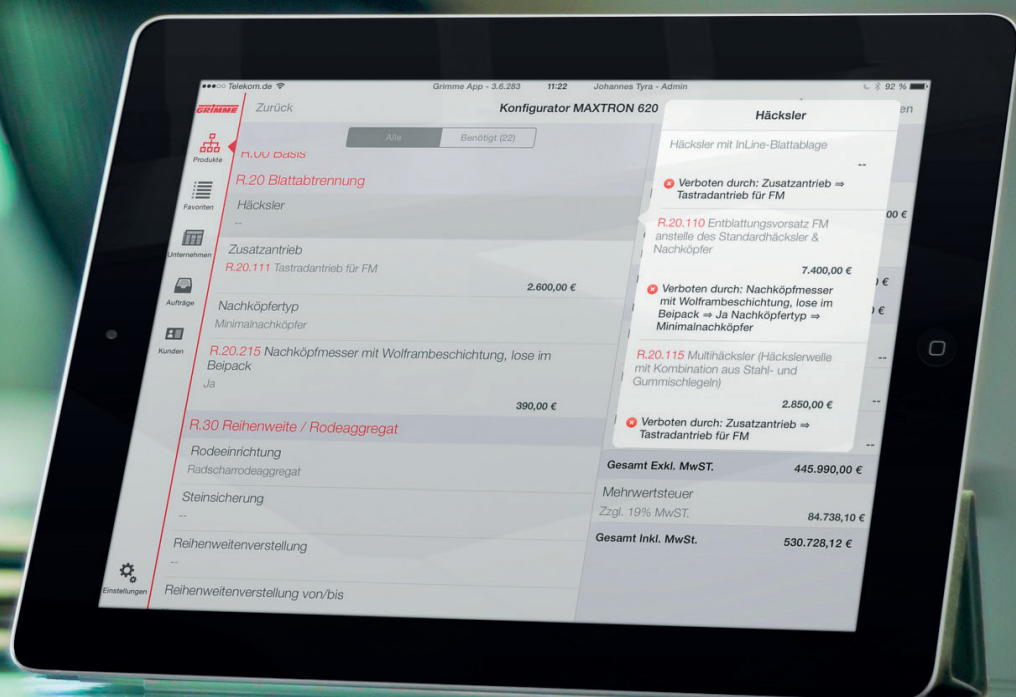 Telekom.de
Grimme App - 3.6.283
11:22
Johannes Tyra - Admin
92 %
GRIMME
Zurück
Konfigurator MAXTRON 620
en
Produkte
Favoriten
Unternehmen
Aufträge
Kunden
Einstellungen
Alle
Benötigt (22)
R.00 Basis
R.20 Blattabtrennung
Häcksler
--
Zusatzantrieb
R.20.111 Tastradantrieb für FM
2.600,00 €
Nachköpfertyp
Minimalnachköpfer
R.20.215 Nachköpfmesser mit Wolframbeschichtung, lose im
Beipack
Ja
390,00 €
R.30 Reihenweite / Rodeaggregat
Rodeeinrichtung
Radscharrodeaggregat
Steinsicherung
--
Reihenweitenverstellung
--
Reihenweitenverstellung von/bis
Häcksler
Häcksler mit InLine-Blattablage
--
Verboten durch: Zusatzantrieb ⇒
Tastradantrieb für FM
R.20.110 Entblattungsvorsatz FM
anstelle des Standardhäcksler &
Nachköpfer
7.400,00 €
Verboten durch: Nachköpfmesser
mit Wolframbeschichtung, lose im
Beipack ⇒ Ja Nachköpfertyp ⇒
Minimalnachköpfer
R.20.115 Multihäcksler (Häckslerwelle
mit Kombination aus Stahl- und
Gummischlegeln)
2.850,00 €
Verboten durch: Zusatzantrieb ⇒
Tastradantrieb für FM
00 €
€
€
--
--
--
Gesamt Exkl. MwST.
445.990,00 €
Mehrwertsteuer
Zzgl. 19% MwST.
84.738,10 €
Gesamt Inkl. MwSt.
530.728,12 €